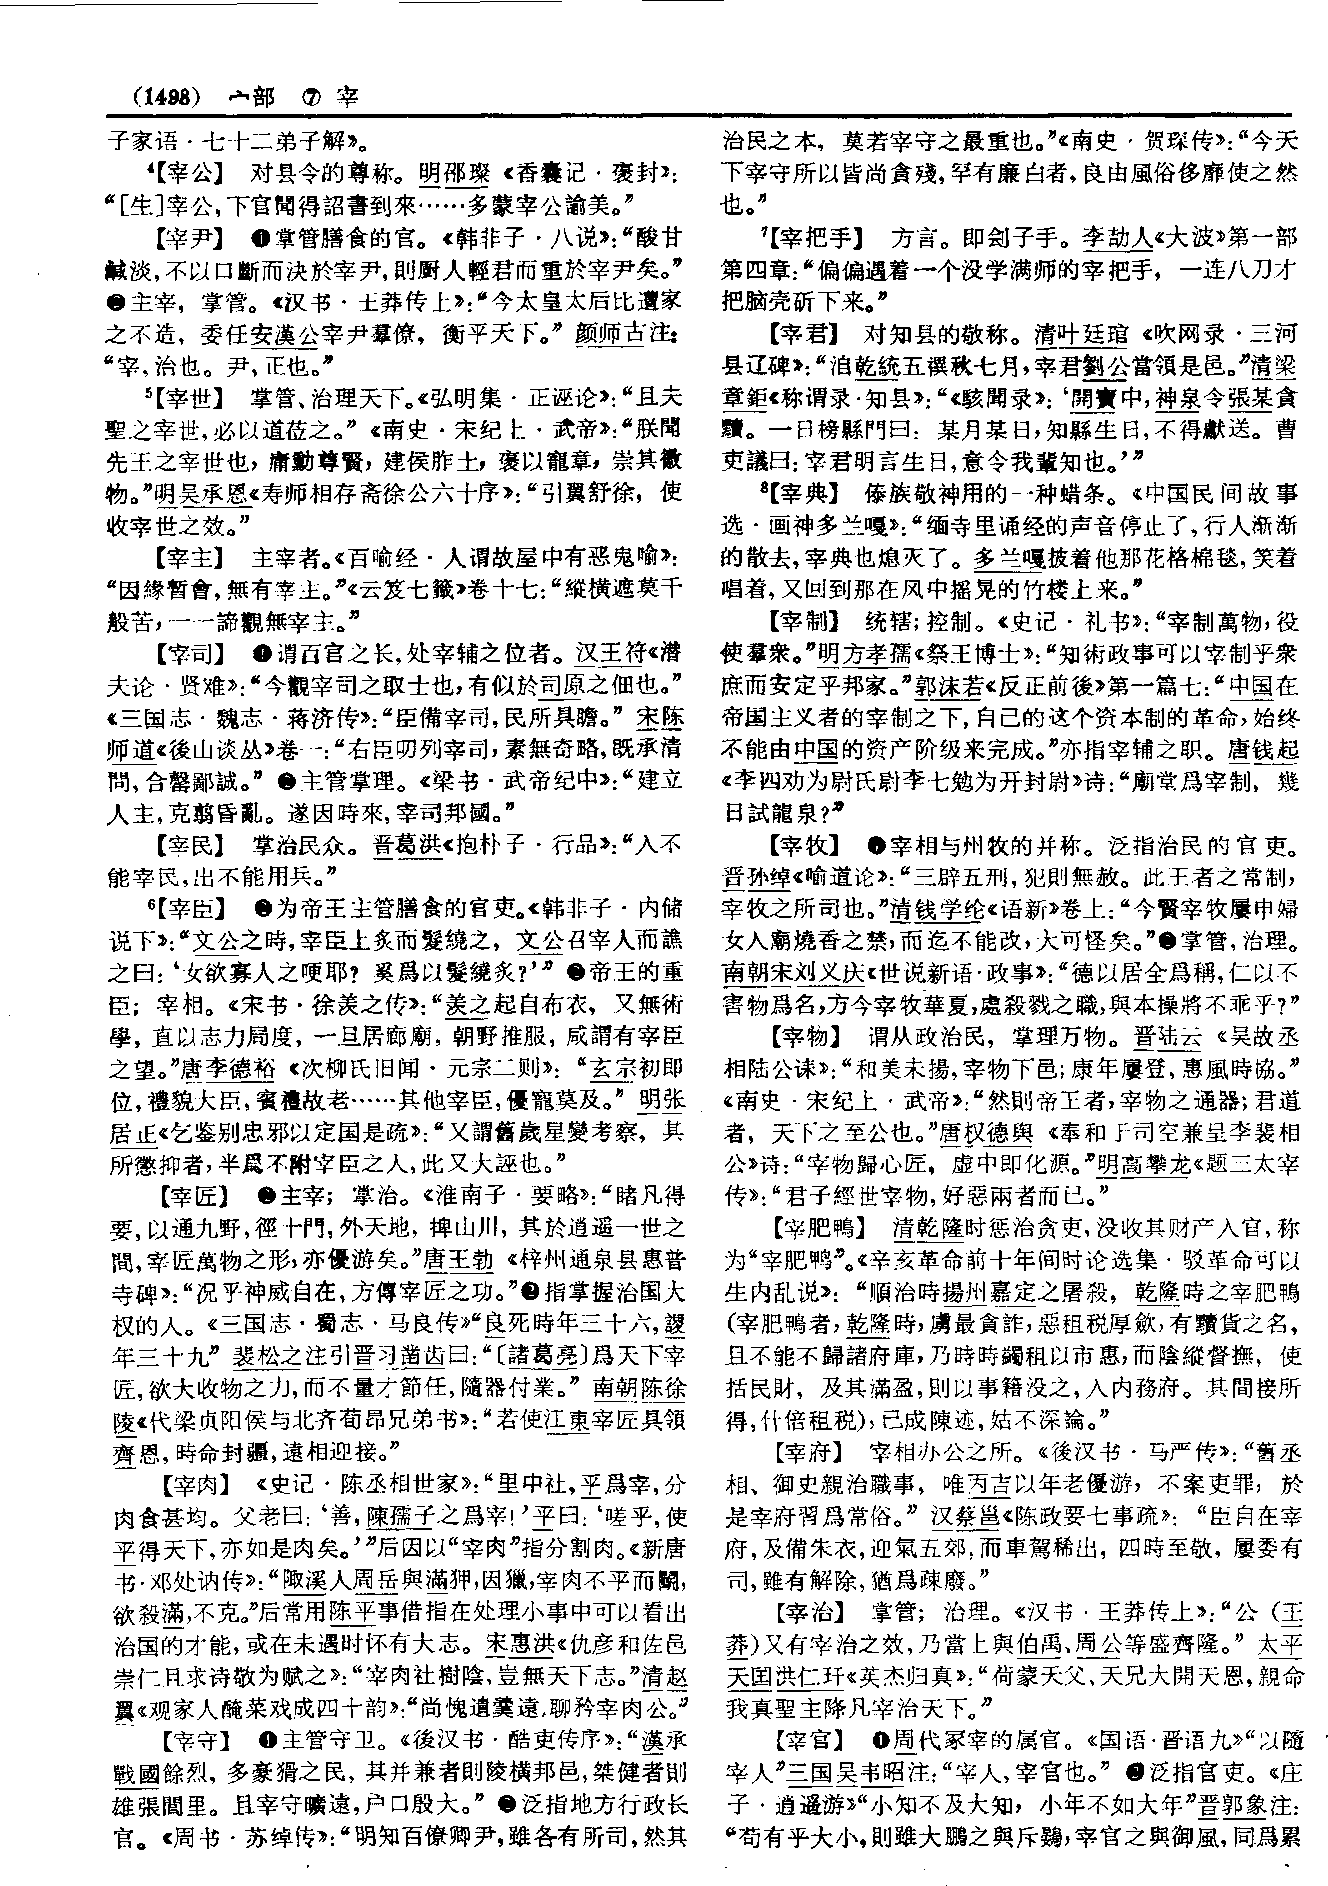 (1498) 宀部 ⑦ 宰
子家语·七十二弟子解》。
⁴【宰公】 对县令的尊称。明邵璨《香囊记·褒封》：
“[生]宰公，下官聞得詔書到來……多蒙宰公諭美。”
【宰尹】 ❶掌管膳食的官。《韩非子·八说》：“酸甘
鹹淡，不以口斷而決於宰尹，則厨人輕君而重於宰尹矣。”
❷主宰，掌管。《汉书·王莽传上》：“今太皇太后比遭家
之不造，委任安漢公宰尹羣僚，衡平天下。”颜师古注：
“宰，治也。尹，正也。”
⁵【宰世】 掌管、治理天下。《弘明集·正诬论》：“且夫
聖之宰世，必以道莅之。”《南史·宋纪上·武帝》：“朕聞
先王之宰世也，庸勳尊賢，建侯胙土，褒以寵章，崇其徽
物。”明吴承恩《寿师相存斋徐公六十序》：“引翼舒徐，使
收宰世之效。”
【宰主】 主宰者。《百喻经·人谓故屋中有恶鬼喻》：
“因緣暫會，無有宰主。”《云笈七籤》卷十七：“縱横遮莫千
般苦，一一諦觀無宰主。”
【宰司】 ❶谓百官之长，处宰辅之位者。汉王符《潜
夫论·贤难》：“今觀宰司之取士也，有似於司原之佃也。”
《三国志·魏志·蒋济传》：“臣備宰司，民所具瞻。”宋陈
师道《後山谈丛》卷一：“右臣叨列宰司，素無奇略，既承清
問，合罄鄙誠。”❷主管掌理。《梁书·武帝纪中》：“建立
人主，克翦昏亂。遂因時來，宰司邦國。”
【宰民】 掌治民众。晋葛洪《抱朴子·行品》：“入不
能宰民，出不能用兵。”
⁶【宰臣】 ❶为帝王主管膳食的官吏。《韩非子·内储
说下》：“文公之時，宰臣上炙而髮繞之，文公召宰人而譙
之曰：‘女欲寡人之哽耶？奚爲以髮繞炙？’”❷帝王的重
臣；宰相。《宋书·徐羡之传》：“羡之起自布衣，又無術
學，直以志力局度，一旦居廊廟，朝野推服，咸謂有宰臣
之望。”唐李德裕《次柳氏旧闻·元宗二则》：“玄宗初即
位，禮貌大臣，賓禮故老……其他宰臣，優寵莫及。”明张
居正《乞鉴别忠邪以定国是疏》：“又謂舊歲星變考察，其
所懲抑者，半爲不附宰臣之人，此又大誣也。”
【宰匠】 ❶主宰；掌治。《淮南子·要略》：“睹凡得
要，以通九野，徑十門，外天地，捭山川，其於逍遥一世之
間，宰匠萬物之形，亦優游矣。”唐王勃《梓州通泉县惠普
寺碑》：“况乎神威自在，方傳宰匠之功。”❷指掌握治国大
权的人。《三国志·蜀志·马良传》“良死時年三十六，謖
年三十九”裴松之注引晋习凿齿曰：“〔諸葛亮〕爲天下宰
匠，欲大收物之力，而不量才節任，隨器付業。”南朝陈徐
陵《代梁贞阳侯与北齐荀昂兄弟书》：“若使江東宰匠具領
齊恩，時命封疆，遠相迎接。”
【宰肉】 《史记·陈丞相世家》：“里中社，平爲宰，分
肉食甚均。父老曰：‘善，陳孺子之爲宰！’平曰：‘嗟乎，使
平得天下，亦如是肉矣。’”后因以“宰肉”指分割肉。《新唐
书·邓处讷传》：“陬溪人周岳與滿狎，因獵，宰肉不平而鬭，
欲殺滿，不克。”后常用陈平事借指在处理小事中可以看出
治国的才能，或在未遇时怀有大志。宋惠洪《仇彦和佐邑
崇仁且求诗敬为赋之》：“宰肉社樹陰，豈無天下志。”清赵
翼《观家人醃菜戏成四十韵》：“尚愧遺羹遠，聊矜宰肉公。”
【宰守】 ❶主管守卫。《後汉书·酷吏传序》：“漢承
戰國餘烈，多豪猾之民，其并兼者則陵横邦邑，桀健者則
雄張閭里。且宰守曠遠，户口殷大。”❷泛指地方行政长
官。《周书·苏绰传》：“明知百僚卿尹，雖各有所司，然其
治民之本，莫若宰守之最重也。”《南史·贺琛传》：“今天
下宰守所以皆尚貪殘，罕有廉白者，良由風俗侈靡使之然
也。”
⁷【宰把手】 方言。即刽子手。李劼人《大波》第一部
第四章：“偏偏遇着一个没学满师的宰把手，一连八刀才
把脑壳斫下来。”
【宰君】 对知县的敬称。清叶廷琯《吹网录·三河
县辽碑》：“洎乾統五禩秋七月，宰君劉公當領是邑。”清梁
章鉅《称谓录·知县》：“《駭聞录》：‘開寶中，神泉令張某貪
黷。一日榜縣門曰：某月某日，知縣生日，不得獻送。曹
吏議曰：宰君明言生日，意令我輩知也。’”
⁸【宰典】 傣族敬神用的一种蜡条。《中国民间故事
选·画神多兰嘎》：“缅寺里诵经的声音停止了，行人渐渐
的散去，宰典也熄灭了。多兰嘎披着他那花格棉毯，笑着
唱着，又回到那在风中摇晃的竹楼上来。”
【宰制】 统辖；控制。《史记·礼书》：“宰制萬物，役
使羣衆。”明方孝孺《祭王博士》：“知術政事可以宰制乎衆
庶而安定乎邦家。”郭沫若《反正前後》第一篇七：“中国在
帝国主义者的宰制之下，自己的这个资本制的革命，始终
不能由中国的资产阶级来完成。”亦指宰辅之职。唐钱起
《李四劝为尉氏尉李七勉为开封尉》诗：“廟堂爲宰制，幾
日試龍泉？”
【宰牧】 ❶宰相与州牧的并称。泛指治民的官吏。
晋孙绰《喻道论》：“三辟五刑，犯則無赦。此王者之常制，
宰牧之所司也。”清钱学纶《语新》卷上：“今賢宰牧屢申婦
女入廟燒香之禁，而迄不能改，大可怪矣。”❷掌管，治理。
南朝宋刘义庆《世说新语·政事》：“德以居全爲稱，仁以不
害物爲名，方今宰牧華夏，處殺戮之職，與本操將不乖乎？”
【宰物】 谓从政治民，掌理万物。晋陆云《吴故丞
相陆公诔》：“和美未揚，宰物下邑；康年屢登，惠風時協。”
《南史·宋纪上·武帝》：“然則帝王者，宰物之通器；君道
者，天下之至公也。”唐权德舆《奉和于司空兼呈李裴相
公》诗：“宰物歸心匠，虚中即化源。”明高攀龙《题三太宰
传》：“君子經世宰物，好惡兩者而已。”
【宰肥鴨】 清乾隆时惩治贪吏，没收其财产入官，称
为“宰肥鸭”。《辛亥革命前十年间时论选集·驳革命可以
生内乱说》：“順治時揚州嘉定之屠殺，乾隆時之宰肥鴨
(宰肥鴨者，乾隆時，虜最貪詐，惡租税厚斂，有黷貨之名，
且不能不歸諸府庫，乃時時蠲租以市惠，而陰縱督撫，使
括民財，及其滿盈，則以事籍没之，入内務府。其間接所
得，什倍租税)，已成陳迹，姑不深論。”
【宰府】 宰相办公之所。《後汉书·马严传》：“舊丞
相、御史親治職事，唯丙吉以年老優游，不案吏罪，於
是宰府習爲常俗。”汉蔡邕《陈政要七事疏》：“臣自在宰
府，及備朱衣，迎氣五郊，而車駕稀出，四時至敬，屢委有
司，雖有解除，猶爲疎廢。”
【宰治】 掌管；治理。《汉书·王莽传上》：“公(王
莽)又有宰治之效，乃當上與伯禹、周公等盛齊隆。”太平
天囯洪仁玕《英杰归真》：“荷蒙天父、天兄大開天恩，親命
我真聖主降凡宰治天下。”
【宰官】 ❶周代冢宰的属官。《国语·晋语九》“以隨
宰人”三国吴韦昭注：“宰人，宰官也。”❷泛指官吏。《庄
子·逍遥游》“小知不及大知，小年不如大年”晋郭象注：
“苟有乎大小，則雖大鵬之與斥鷃，宰官之與御風，同爲累